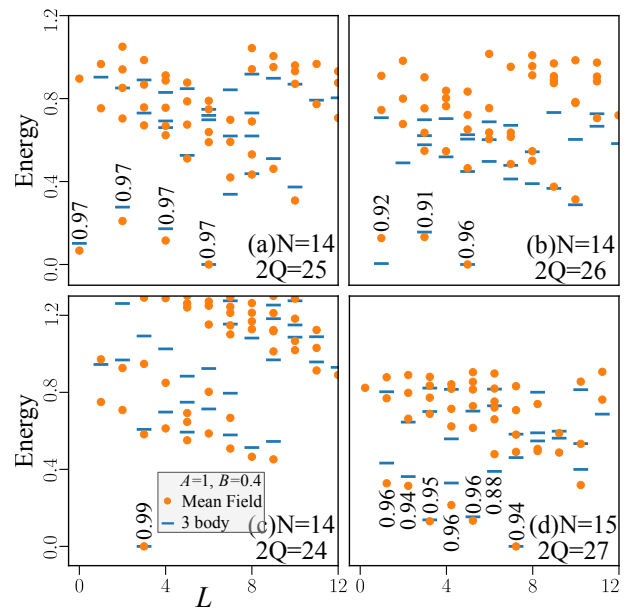 1.2
0.8
0.4
0.0
Energy
0.97
0.97
0.97
0.97
(a)N=14
2Q=25
Energy
0.92
0.91
0.96
(b)N=14
2Q=26
1.2
0.8
0.4
0.0
Energy
A=1, B=0.4
Mean Field
3 body
0.99
(c)N=14
2Q=24
0 4 8 12
L
Energy
0.96
0.94
0.95
0.96
0.96
0.88
0.94
(d)N=15
2Q=27
0 4 8 12
L